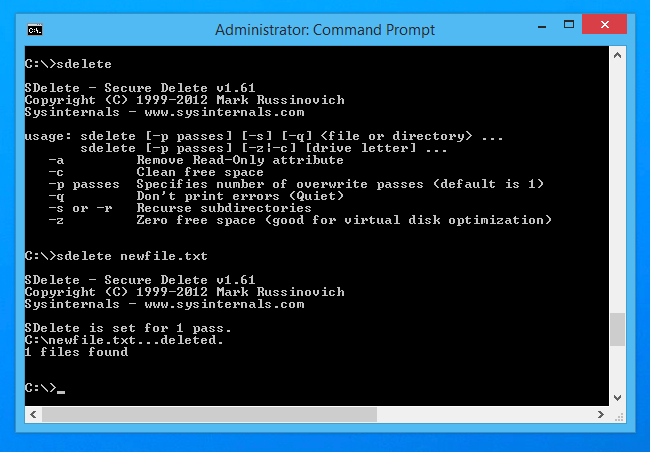 Administrator: Command Prompt
C:\>sdelete
SDelete - Secure Delete v1.61
Copyright (C) 1999-2012 Mark Russinovich
Sysinternals - www.sysinternals.com
usage: sdelete [-p passes] [-s] [-q] <file or directory> ...
sdelete [-p passes] [-z¦-c] [drive letter] ...
-a Remove Read-Only attribute
-c Clean free space
-p passes Specifies number of overwrite passes (default is 1)
-q Don't print errors (Quiet)
-s or -r Recurse subdirectories
-z Zero free space (good for virtual disk optimization)
C:\>sdelete newfile.txt
SDelete - Secure Delete v1.61
Copyright (C) 1999-2012 Mark Russinovich
Sysinternals - www.sysinternals.com
SDelete is set for 1 pass.
C:\newfile.txt...deleted.
1 files found
C:\>_